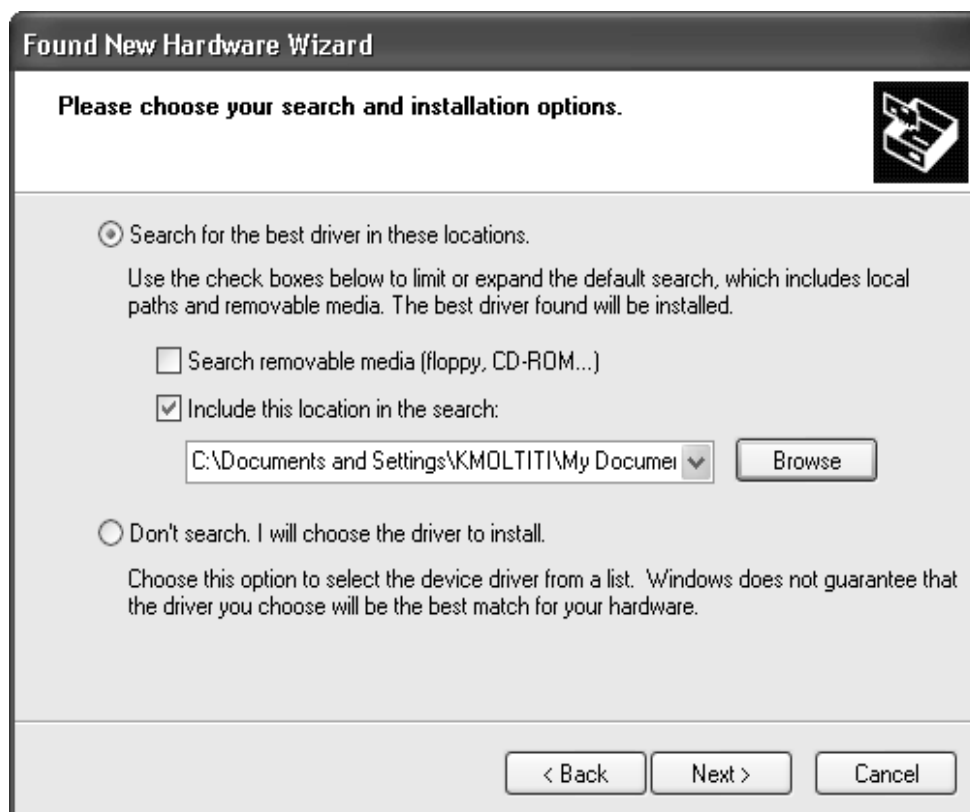 Found New Hardware Wizard
Please choose your search and installation options.
Search for the best driver in these locations.
Use the check boxes below to limit or expand the default search, which includes local
paths and removable media. The best driver found will be installed.
Search removable media (floppy, CD-ROM...)
Include this location in the search:
C:\Documents and Settings\KMOLTITI\My Documen
Browse
Don't search. I will choose the driver to install.
Choose this option to select the device driver from a list.  Windows does not guarantee that
the driver you choose will be the best match for your hardware.
< Back
Next >
Cancel